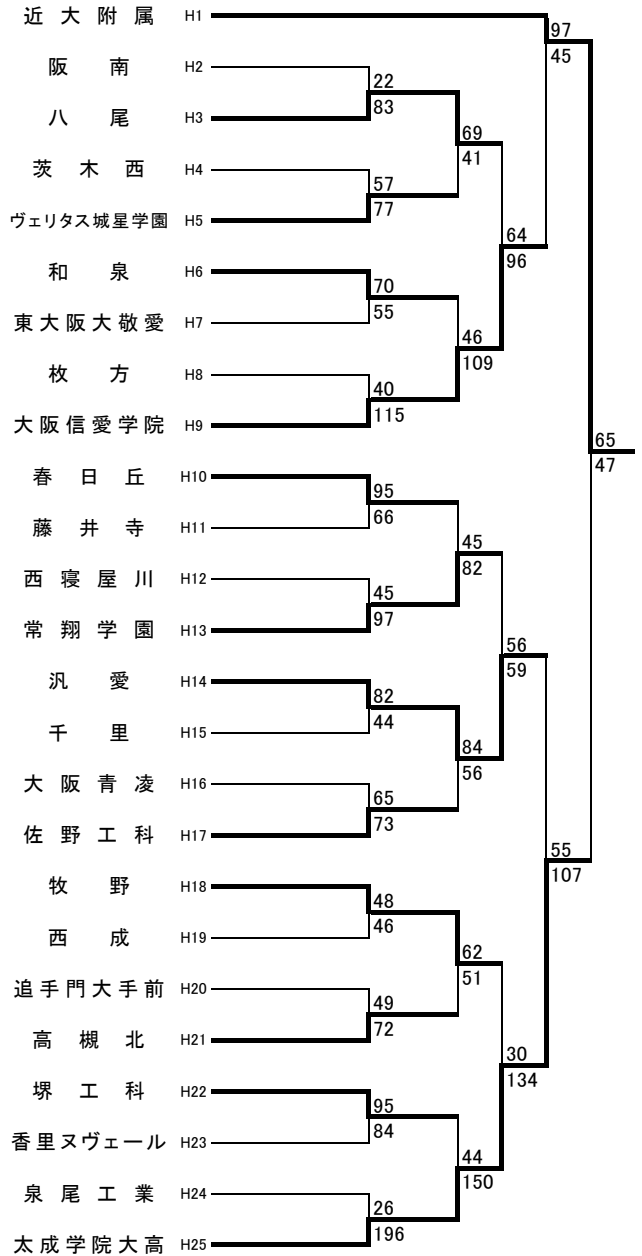 近大附属 H1
97
45
阪南 H2
22
83
八尾 H3
69
41
茨木西 H4
57
77
ヴェリタス城星学園 H5
64
96
和泉 H6
70
55
東大阪大敬愛 H7
46
109
枚方 H8
40
115
大阪信愛学院 H9
65
47
春日丘 H10
95
66
藤井寺 H11
45
82
西寝屋川 H12
45
97
常翔学園 H13
56
59
汎愛 H14
82
44
千里 H15
84
56
大阪青凌 H16
65
73
佐野工科 H17
55
107
牧野 H18
48
46
西成 H19
62
51
追手門大手前 H20
49
72
高槻北 H21
30
134
堺工科 H22
95
84
香里ヌヴェール H23
44
150
泉尾工業 H24
26
196
太成学院大高 H25